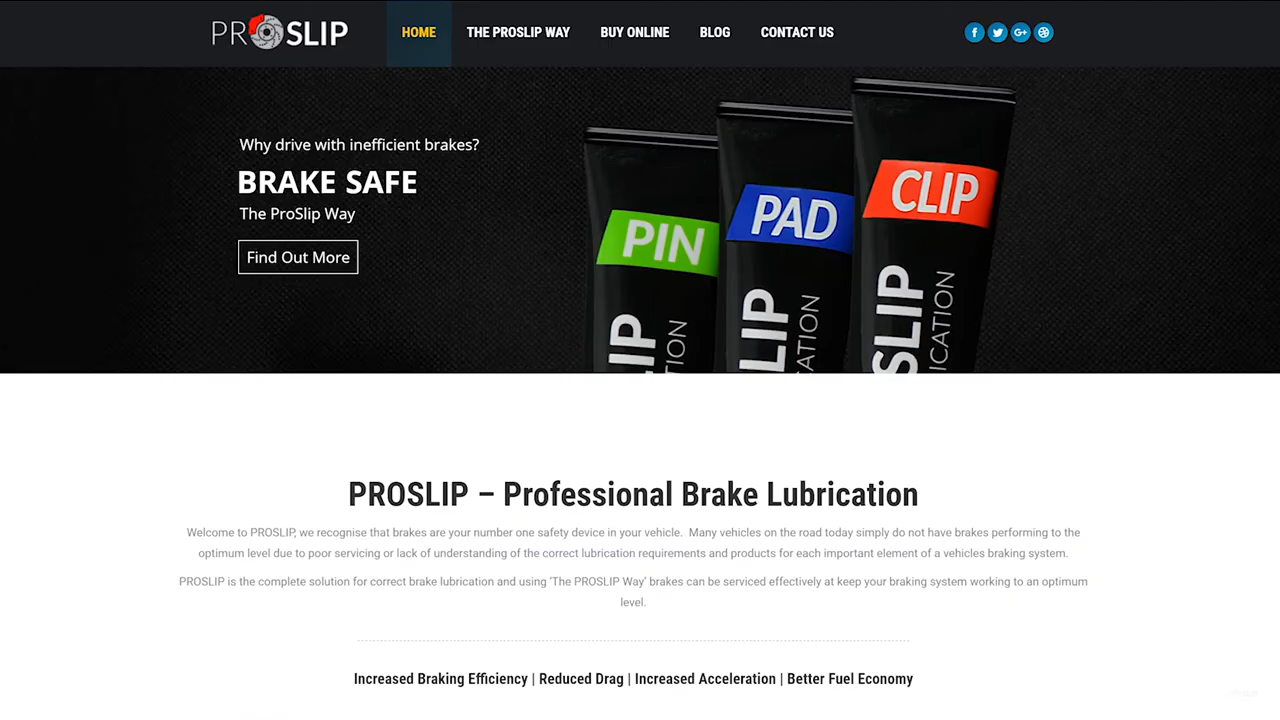 PROSLIP
HOME
THE PROSLIP WAY
BUY ONLINE
BLOG
CONTACT US
Why drive with inefficient brakes?
BRAKE SAFE
The ProSlip Way
Find Out More
PIN
PAD
CLIP
LIP
TION
SLIP
CATION
SLIP
ICATION
PROSLIP – Professional Brake Lubrication
Welcome to PROSLIP, we recognise that brakes are your number one safety device in your vehicle. Many vehicles on the road today simply do not have brakes performing to the
optimum level due to poor servicing or lack of understanding of the correct lubrication requirements and products for each important element of a vehicles braking system.
PROSLIP is the complete solution for correct brake lubrication and using ‘The PROSLIP Way’ brakes can be serviced effectively at keep your braking system working to an optimum
level.
Increased Braking Efficiency | Reduced Drag | Increased Acceleration | Better Fuel Economy